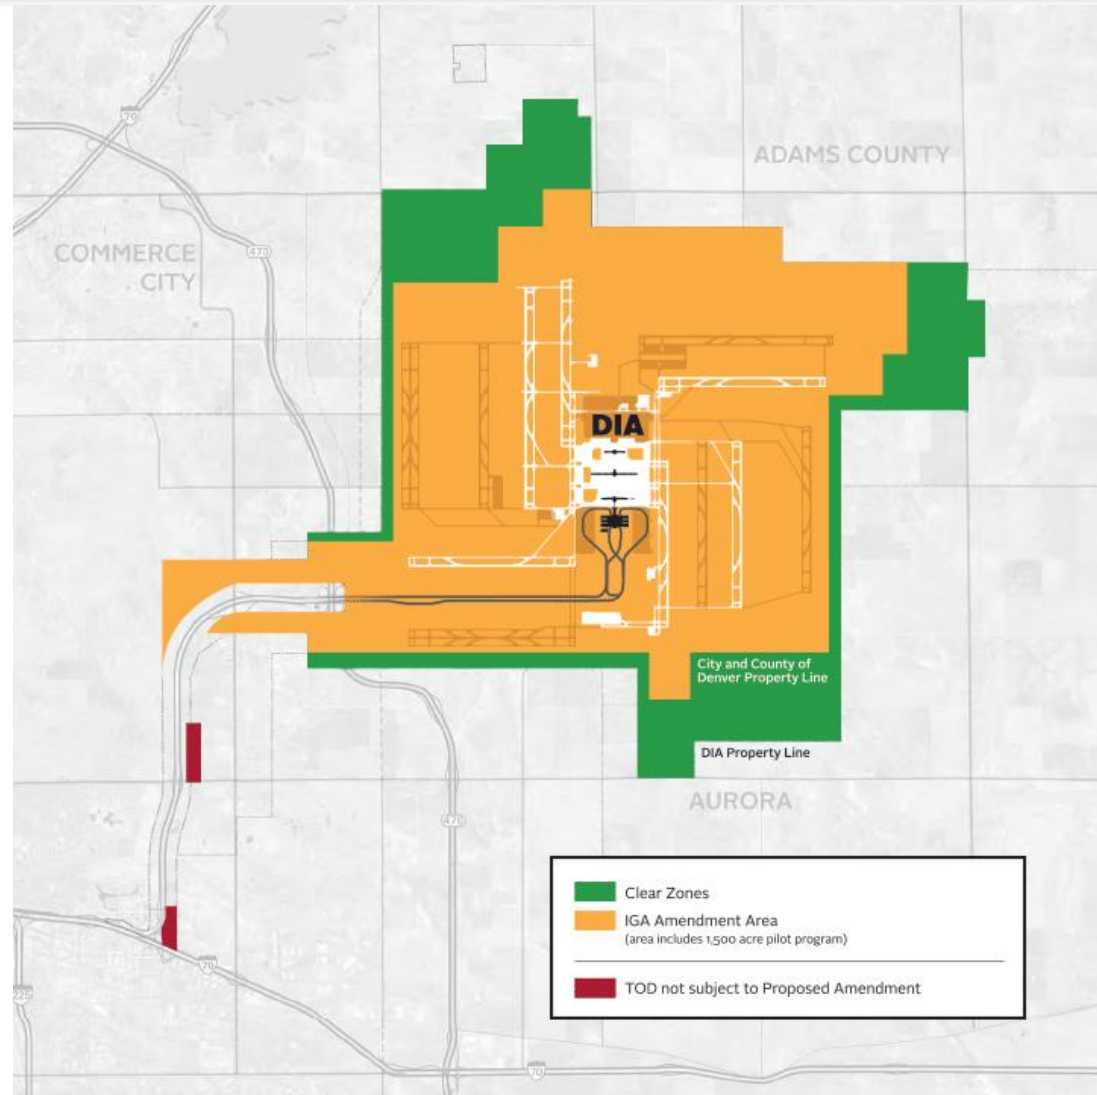 76
ADAMS COUNTY
COMMERCE
CITY
470
DIA
City and County of
Denver Property Line
DIA Property Line
AURORA
470
Clear Zones
IGA Amendment Area
(area includes 1,500 acre pilot program)
TOD not subject to Proposed Amendment
70
225
70